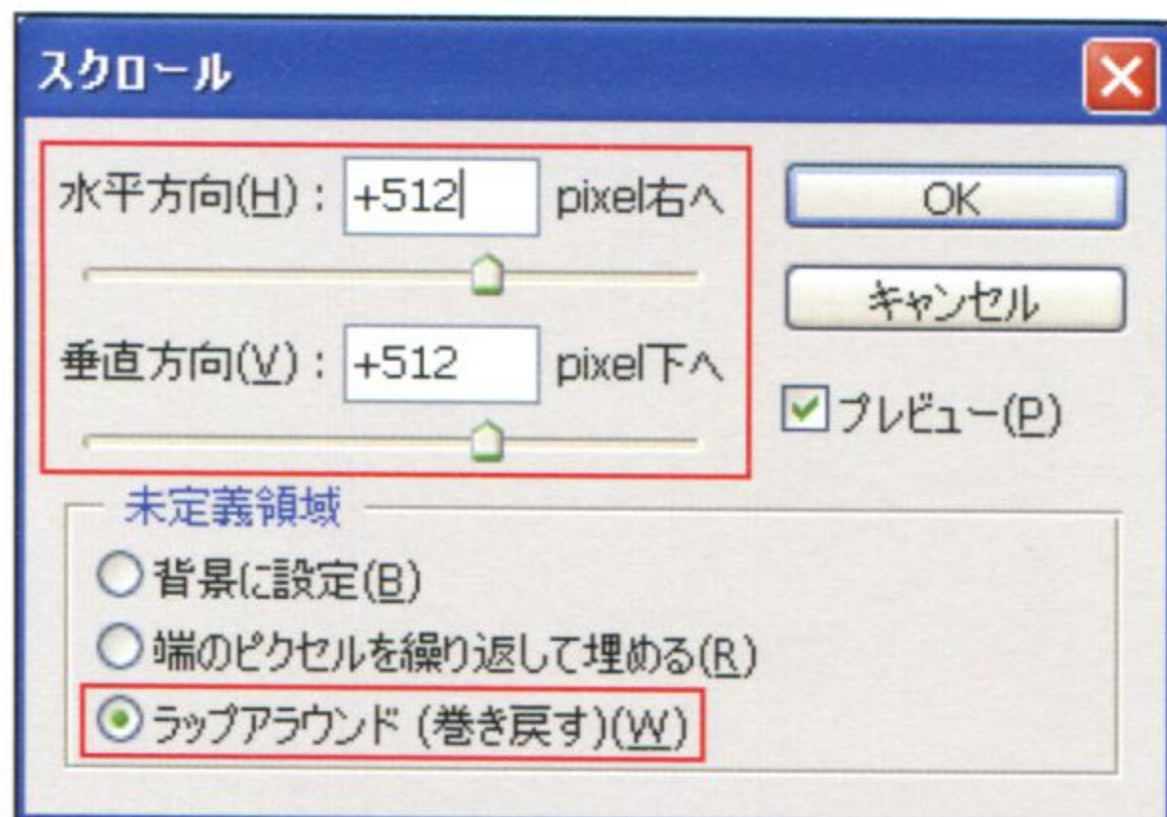 スクロール
水平方向(H) : +512 pixel右へ
OK
キャンセル
垂直方向(V) : +512 pixel下へ
プレビュー(P)
未定義領域
背景に設定(B)
端のピクセルを繰り返して埋める(R)
ラップアラウンド (巻き戻す)(W)